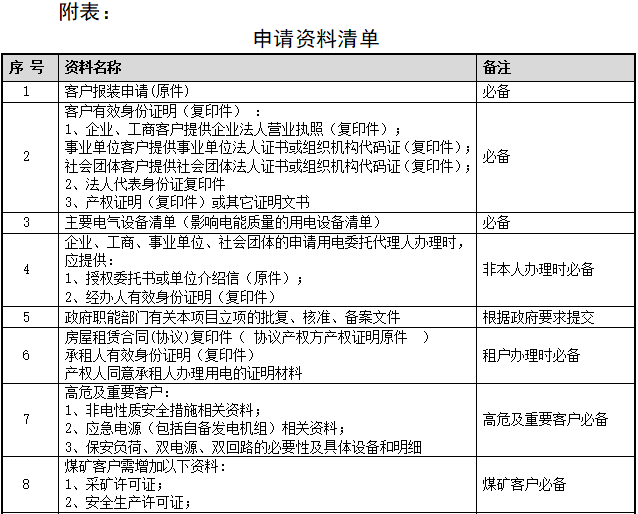 附表：
申请资料清单
序 号 资料名称 备注
1 客户报装申请(原件) 必备
2 客户有效身份证明（复印件）：
1、企业、工商客户提供企业法人营业执照（复印件）；
事业单位客户提供事业单位法人证书或组织机构代码证（复印件）；
社会团体客户提供社会团体法人证书或组织机构代码证（复印件）；
2、法人代表身份证复印件
3、产权证明（复印件）或其它证明文书
必备
3 主要电气设备清单（影响电能质量的用电设备清单） 必备
4 企业、工商、事业单位、社会团体的申请用电委托代理人办理时，
应提供：
1、授权委托书或单位介绍信（原件）；
2、经办人有效身份证明（复印件）
非本人办理时必备
5 政府职能部门有关本项目立项的批复、核准、备案文件 根据政府要求提交
6 房屋租赁合同(协议)复印件（ 协议产权方产权证明原件 ）
承租人有效身份证明（复印件）
产权人同意承租人办理用电的证明材料
租户办理时必备
7 高危及重要客户：
1、非电性质安全措施相关资料；
2、应急电源（包括自备发电机组）相关资料；
3、保安负荷、双电源、双回路的必要性及具体设备和明细
高危及重要客户必备
8 煤矿客户需增加以下资料：
1、采矿许可证；
2、安全生产许可证；
煤矿客户必备